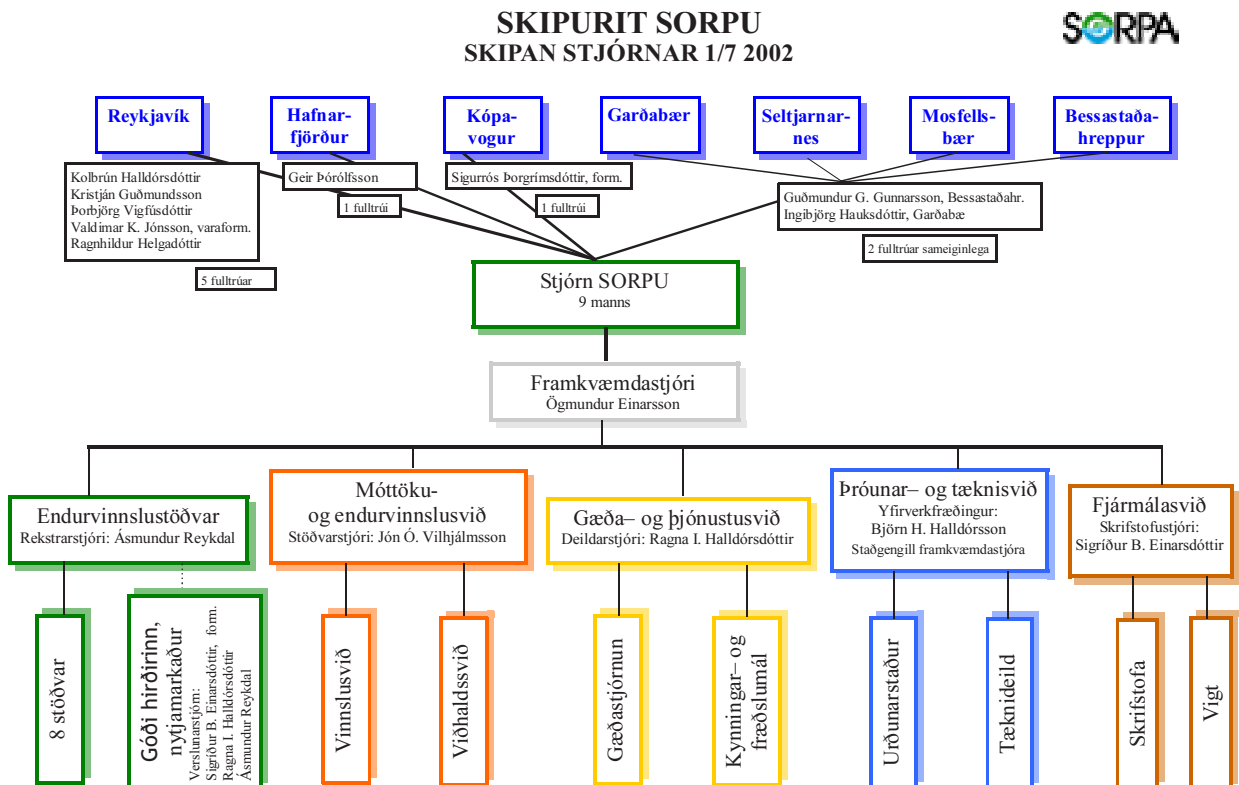 SKIPURIT SORPU
SKIPAN STJÓRNAR 1/7 2002
SORPA
Reykjavík
Hafnar-
fjörður
Kópa-
vogur
Garðabær
Seltjarnar-
nes
Mosfells-
bær
Bessastaða-
hreppur
Kolbrún Halldórsdóttir
Kristján Guðmundsson
Þorbjörg Vigfúsdóttir
Valdimar K. Jónsson, varaform.
Ragnhildur Helgadóttir
5 fulltrúar
Geir Þórólfsson
1 fulltrúi
Sigurrós Þorgrímsdóttir, form.
1 fulltrúi
Guðmundur G. Gunnarsson, Bessastaðahr.
Ingibjörg Hauksdóttir, Garðabæ
2 fulltrúar sameiginlega
Stjórn SORPU
9 manns
Framkvæmdastjóri
Ögmundur Einarsson
Endurvinnslustöðvar
Rekstrarstjóri: Ásmundur Reykdal
Móttöku-
og endurvinnslusvið
Stöðvarstjóri: Jón Ó. Vilhjálmsson
Gæða– og þjónustusvið
Deildarstjóri: Ragna I. Halldórsdóttir
Þróunar– og tæknisvið
Yfirverkfræðingur:
Björn H. Halldórsson
Staðgengill framkvæmdastjóra
Fjármálasvið
Skrifstofustjóri:
Sigríður B. Einarsdóttir
8 stöðvar
Góði hirðirinn,
nytjamarkaður
Verslunarstjórn:
Sigríður B. Einarsdóttir, form.
Ragna I. Halldórsdóttir
Ásmundur Reykdal
Vinnslusvið
Viðhaldssvið
Gæðastjórnun
Kynningar– og
fræðslumál
Urðunarstaður
Tæknideild
Skrifstofa
Vigt